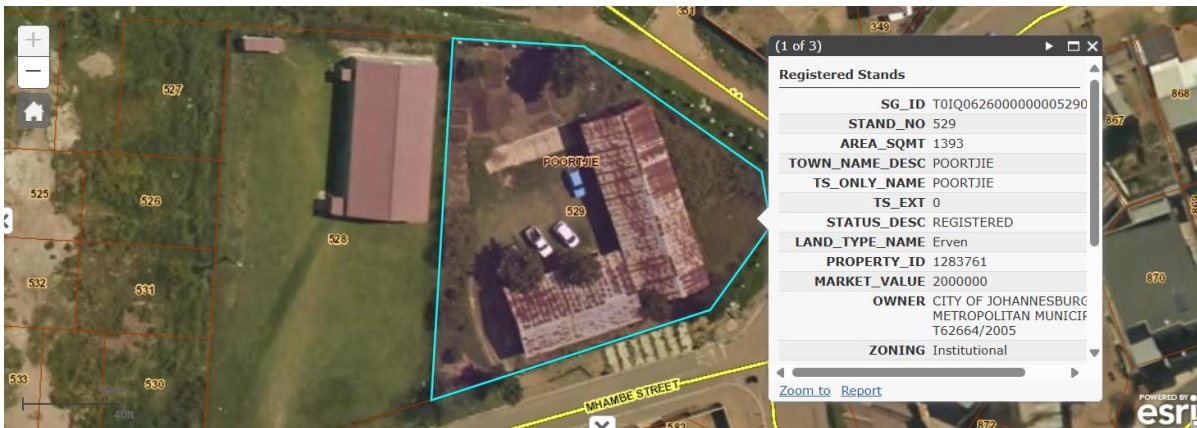 351
349
527
525
526
528
POORTJIE
529
532
531
533
530
40ft
MHAMBE STREET
582
872
867
868
870
(1 of 3)
Registered Stands
SG_ID T0IQ06260000000005290
STAND_NO 529
AREA_SQMT 1393
TOWN_NAME_DESC POORTJIE
TS_ONLY_NAME POORTJIE
TS_EXT 0
STATUS_DESC REGISTERED
LAND_TYPE_NAME Erven
PROPERTY_ID 1283761
MARKET_VALUE 2000000
OWNER CITY OF JOHANNESBURG
METROPOLITAN MUNICIP
T62664/2005
ZONING Institutional
Zoom to Report
POWERED BY
esri